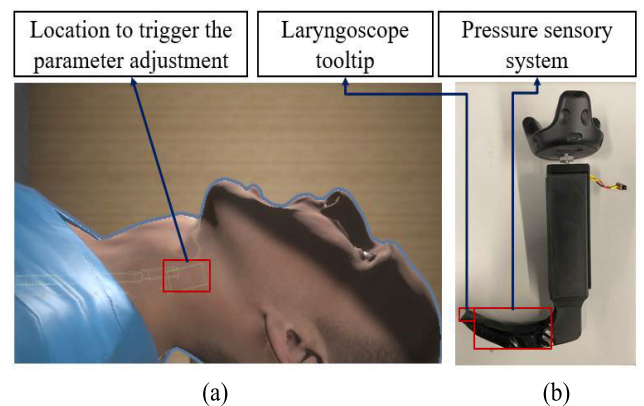 Location to trigger the
parameter adjustment
Laryngoscope
tooltip
Pressure sensory
system
(a)
(b)